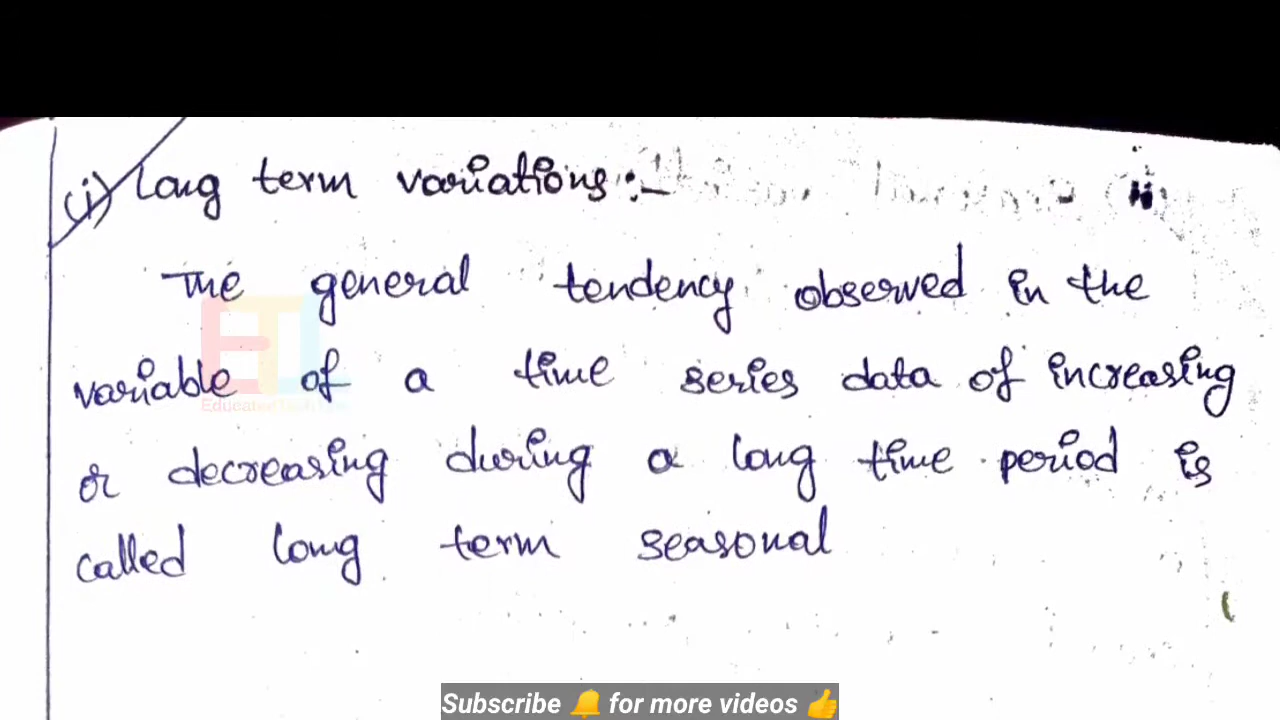 (i) Long term variations :-
The general tendency observed in the
variable of a time series data of increasing
or decreasing during a long time period is
called long term seasonal
Subscribe 🔔 for more videos 👍